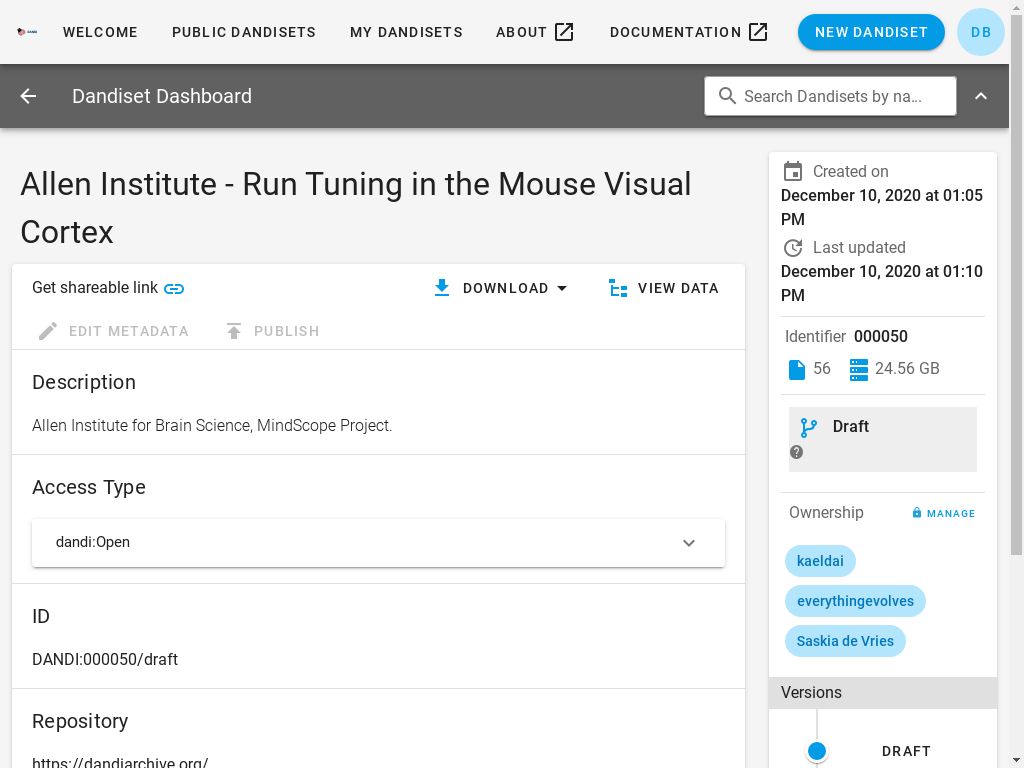 WELCOME PUBLIC DANDISETS MY DANDISETS ABOUT DOCUMENTATION NEW DANDISET DB
Dandiset Dashboard Search Dandisets by na...
Allen Institute - Run Tuning in the Mouse Visual
Cortex
Get shareable link DOWNLOAD VIEW DATA
EDIT METADATA PUBLISH
Description
Allen Institute for Brain Science, MindScope Project.
Access Type
dandi:Open
ID
DANDI:000050/draft
Repository
https://dandiarchive.org/
Created on
December 10, 2020 at 01:05
PM
Last updated
December 10, 2020 at 01:10
PM
Identifier 000050
56 24.56 GB
Draft
Ownership MANAGE
kaeldai
everythingevolves
Saskia de Vries
Versions
DRAFT